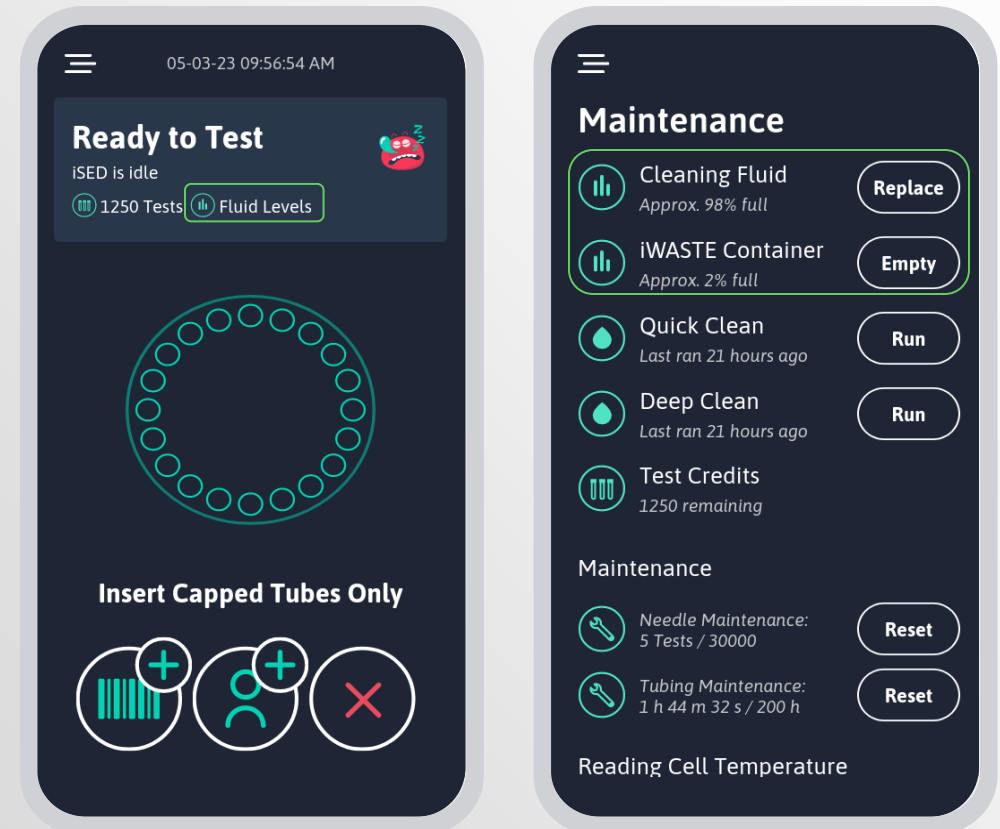 05-03-23 09:56:54 AM
Ready to Test
Z
Z
Z
iSED is idle
1250 Tests Fluid Levels
Insert Capped Tubes Only
Maintenance
Cleaning Fluid
Approx. 98% full
Replace
iWASTE Container
Approx. 2% full
Empty
Quick Clean
Last ran 21 hours ago
Run
Deep Clean
Last ran 21 hours ago
Run
Test Credits
1250 remaining
Maintenance
Needle Maintenance:
5 Tests / 30000
Reset
Tubing Maintenance:
1 h 44 m 32 s / 200 h
Reset
Reading Cell Temperature